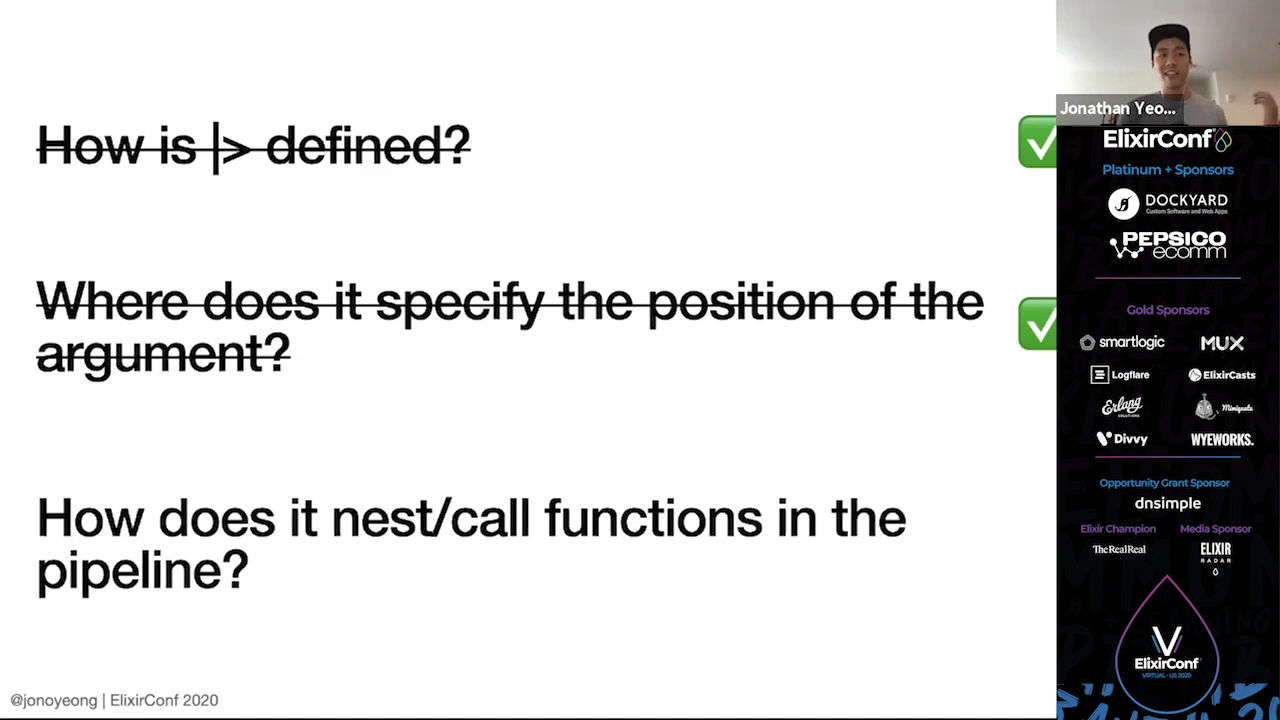 How is |> defined?
Where does it specify the position of the
argument?
How does it nest/call functions in the
pipeline?
@jonoyeong | ElixirConf 2020
Jonathan Yeo...
ElixirConf
Platinum + Sponsors
DOCKYARD
Custom Software and Web Apps
PEPSICO
ecomm
Gold Sponsors
smartlogic
MUX
Logflare
ElixirCasts
Erlang
SOLUTIONS
Miniquate
Divvy
WYEWORKS.
Opportunity Grant Sponsor
dnsimple
Elixir Champion
Media Sponsor
TheRealReal
ELIXIR
RADAR
V
ElixirConf
VIRTUAL · US 2020